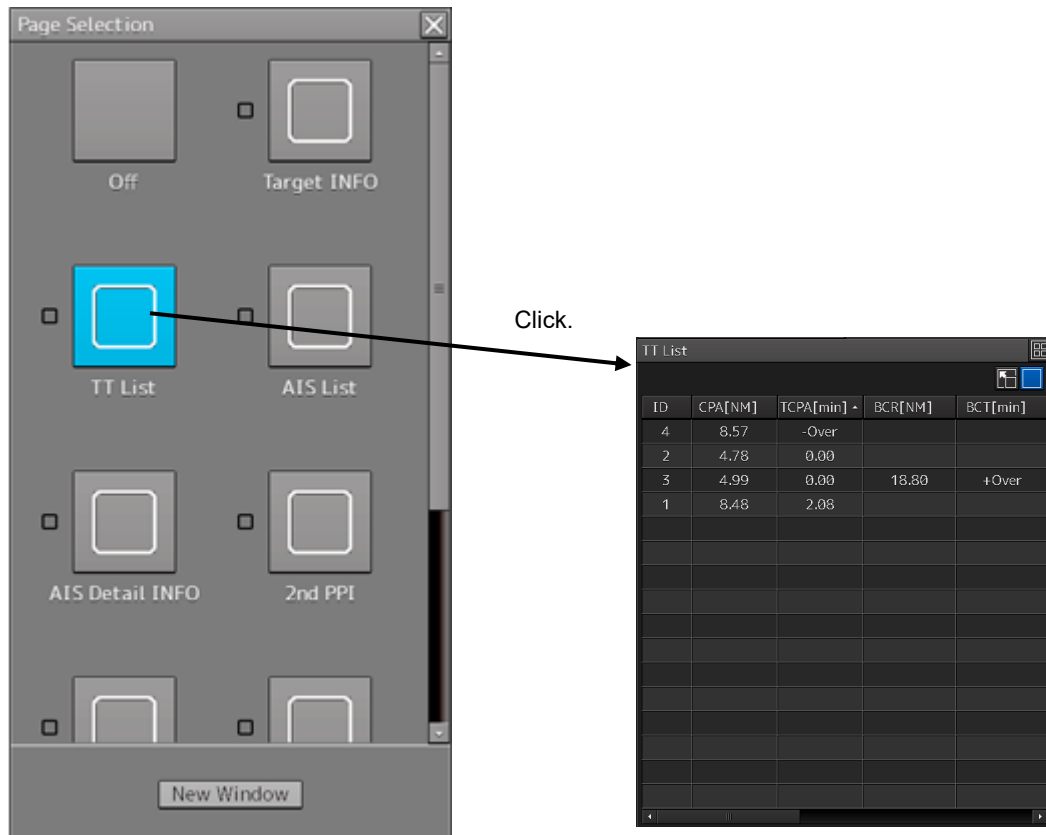 Page Selection
Off
Target INFO
TT List
AIS List
AIS Detail INFO
2nd PPI
New Window
Click.
TT List
ID CPA[NM] TCPA[min] BCR[NM] BCT[min]
4 8.57 -Over
2 4.78 0.00
3 4.99 0.00 18.80 +Over
1 8.48 2.08